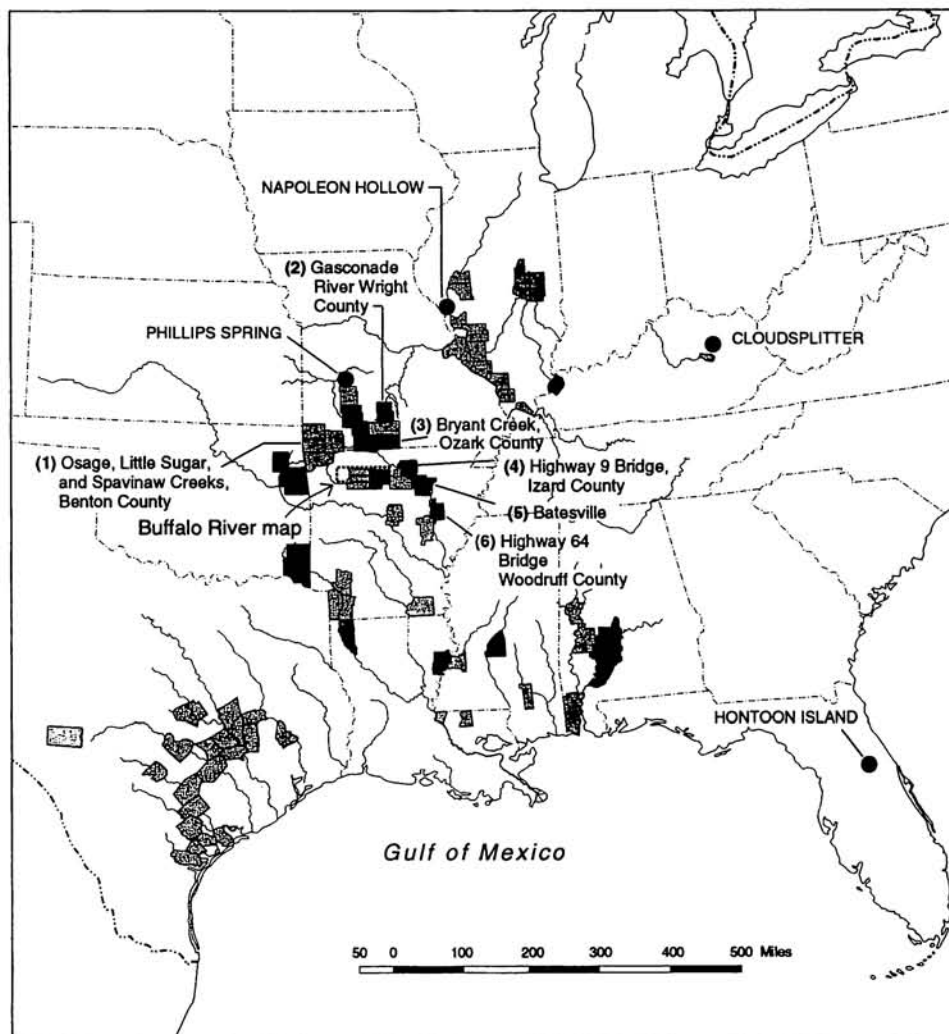 NAPOLEON HOLLOW
(2) Gasconade
River Wright
County
PHILLIPS SPRING
CLOUDSPLITTER
(3) Bryant Creek,
Ozark County
(1) Osage, Little Sugar,
and Spavinaw Creeks,
Benton County
(4) Highway 9 Bridge,
Izard County
Buffalo River map
(5) Batesville
(6) Highway 64
Bridge
Woodruff County
HONTOON ISLAND
Gulf of Mexico
50 0 100 200 300 400 500 Miles